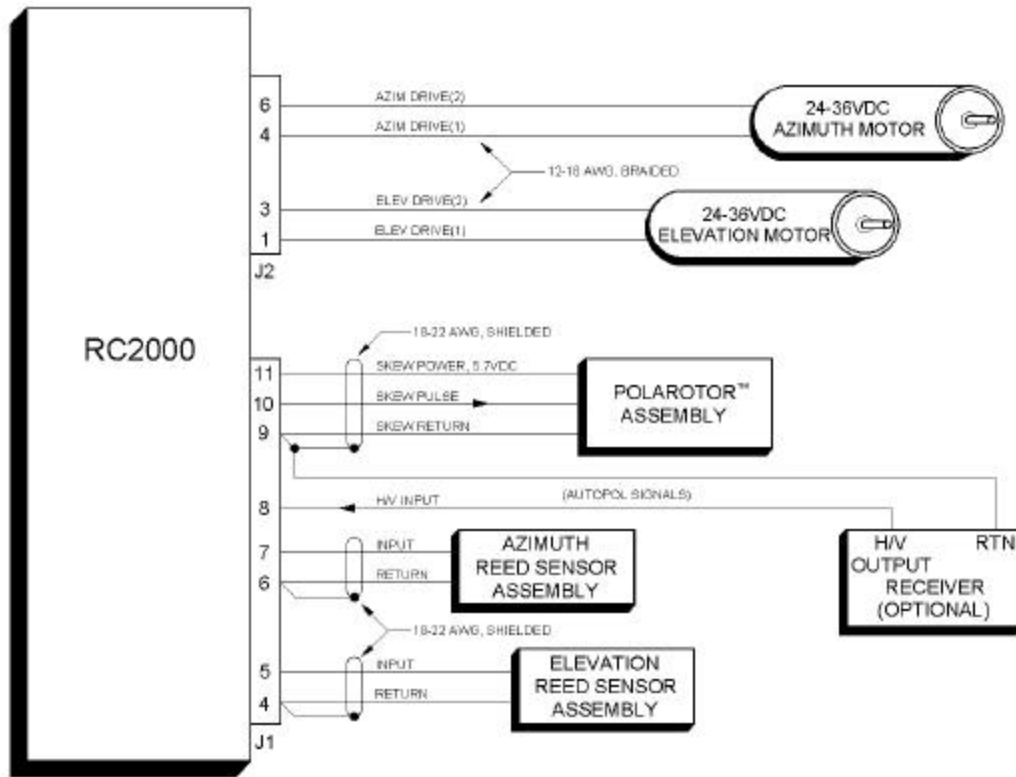 RC2000
6
AZIM DRIVE(2)
4
AZIM DRIVE(1)
24-36VDC
AZIMUTH MOTOR
12-18 AWG, BRAIDED
3
ELEV DRIVE(2)
1
ELEV DRIVE(1)
24-36VDC
ELEVATION MOTOR
J2
18-22 AWG, SHIELDED
11
SKEW POWER, 5.7VDC
10
SKEW PULSE
9
SKEW RETURN
POLAROTOR™
ASSEMBLY
8
H/V INPUT
(AUTOPOL SIGNALS)
H/V RTN
OUTPUT
RECEIVER
(OPTIONAL)
7
INPUT
6
RETURN
AZIMUTH
REED SENSOR
ASSEMBLY
18-22 AWG, SHIELDED
5
INPUT
4
RETURN
ELEVATION
REED SENSOR
ASSEMBLY
J1